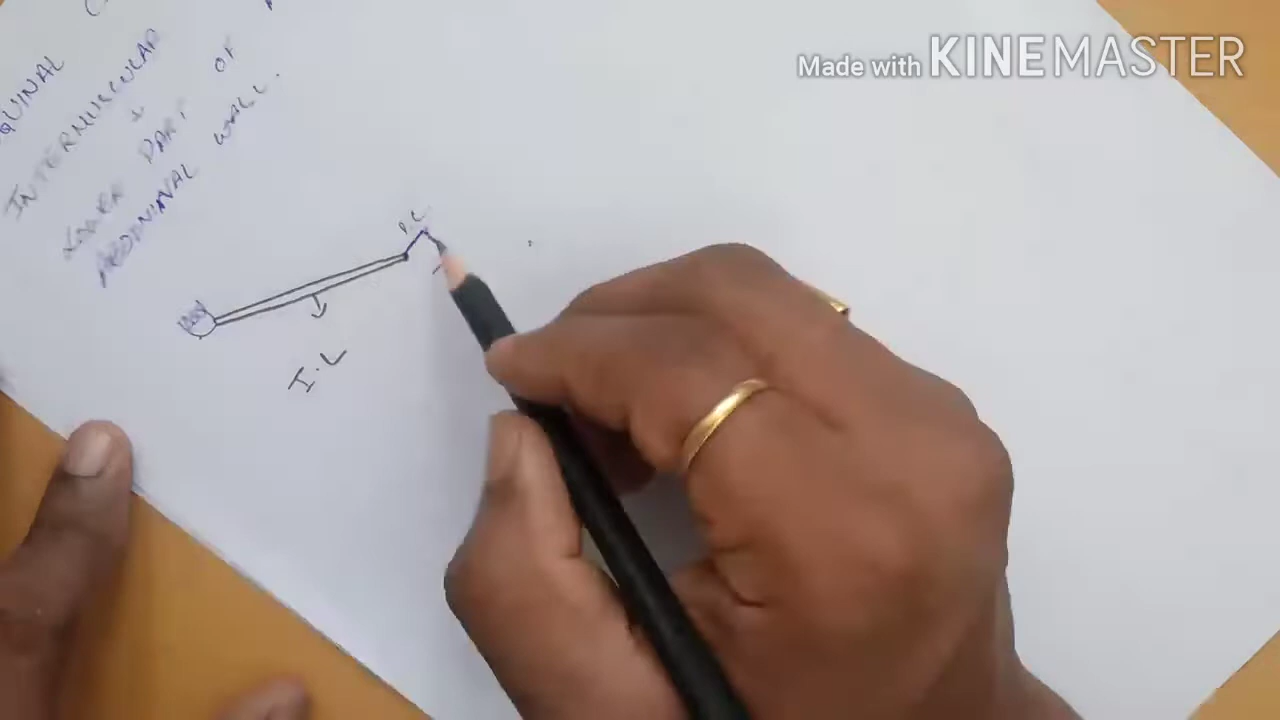 Made with KINEMASTER
INTERMUSCULAR
LOWER PART OF
ABDOMINAL WALL.
P.C
I.L